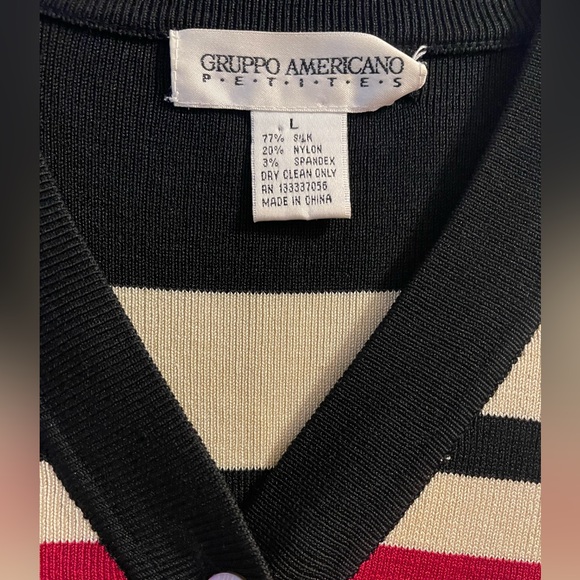 GRUPPO AMERICANO
P·E·T·I·T·E·S
L
77% SILK
20% NYLON
3% SPANDEX
DRY CLEAN ONLY
RN 133337056
MADE IN CHINA